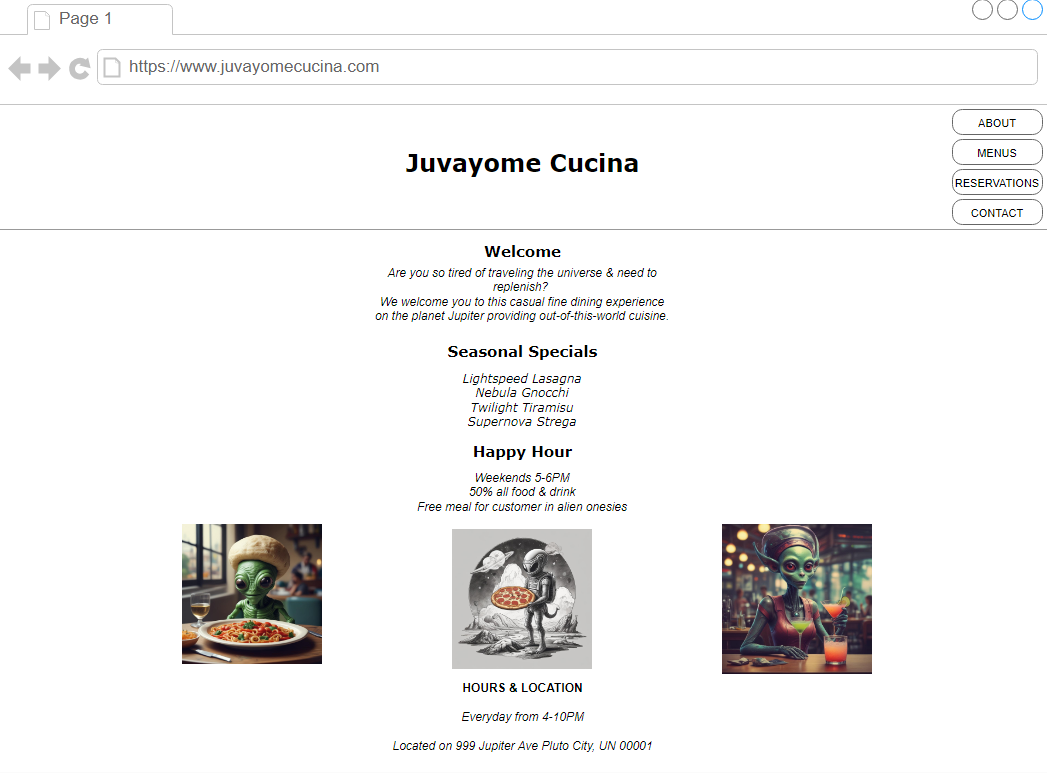 Page 1
https://www.juvayomecucina.com
ABOUT
MENUS
RESERVATIONS
CONTACT
Juvayome Cucina
Welcome
Are you so tired of traveling the universe & need to
replenish?
We welcome you to this casual fine dining experience
on the planet Jupiter providing out-of-this-world cuisine.
Seasonal Specials
Lightspeed Lasagna
Nebula Gnocchi
Twilight Tiramisu
Supernova Strega
Happy Hour
Weekends 5-6PM
50% all food & drink
Free meal for customer in alien onesies
HOURS & LOCATION
Everyday from 4-10PM
Located on 999 Jupiter Ave Pluto City, UN 00001